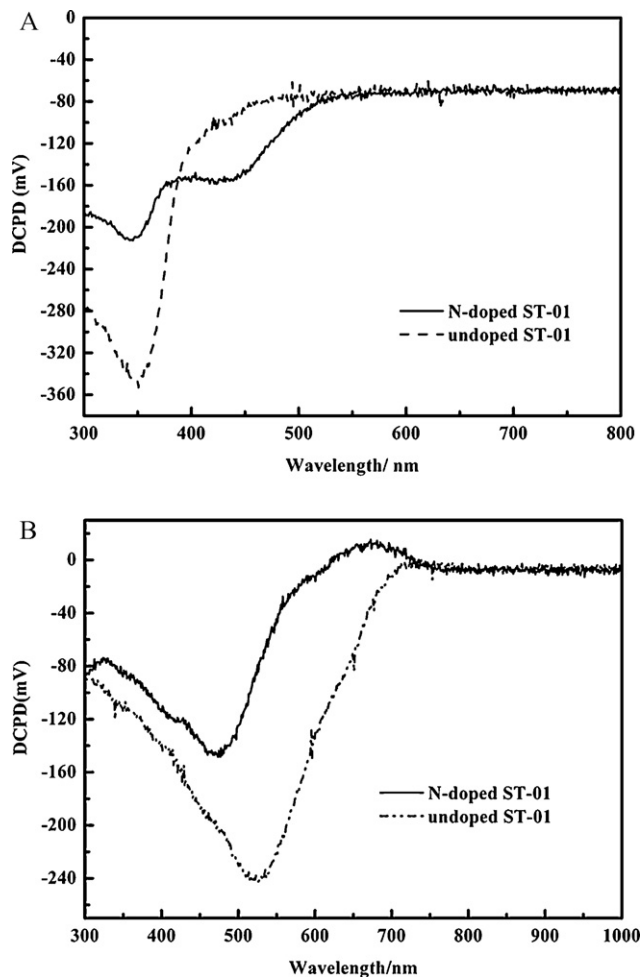 A
0
-40
-80
-120
-160
-200
-240
-280
-320
-360
DCPD (mV)
N-doped ST-01
undoped ST-01
300 400 500 600 700 800
Wavelength/ nm
B
0
-40
-80
-120
-160
-200
-240
DCPD(mV)
N-doped ST-01
undoped ST-01
300 400 500 600 700 800 900 1000
Wavelength/nm